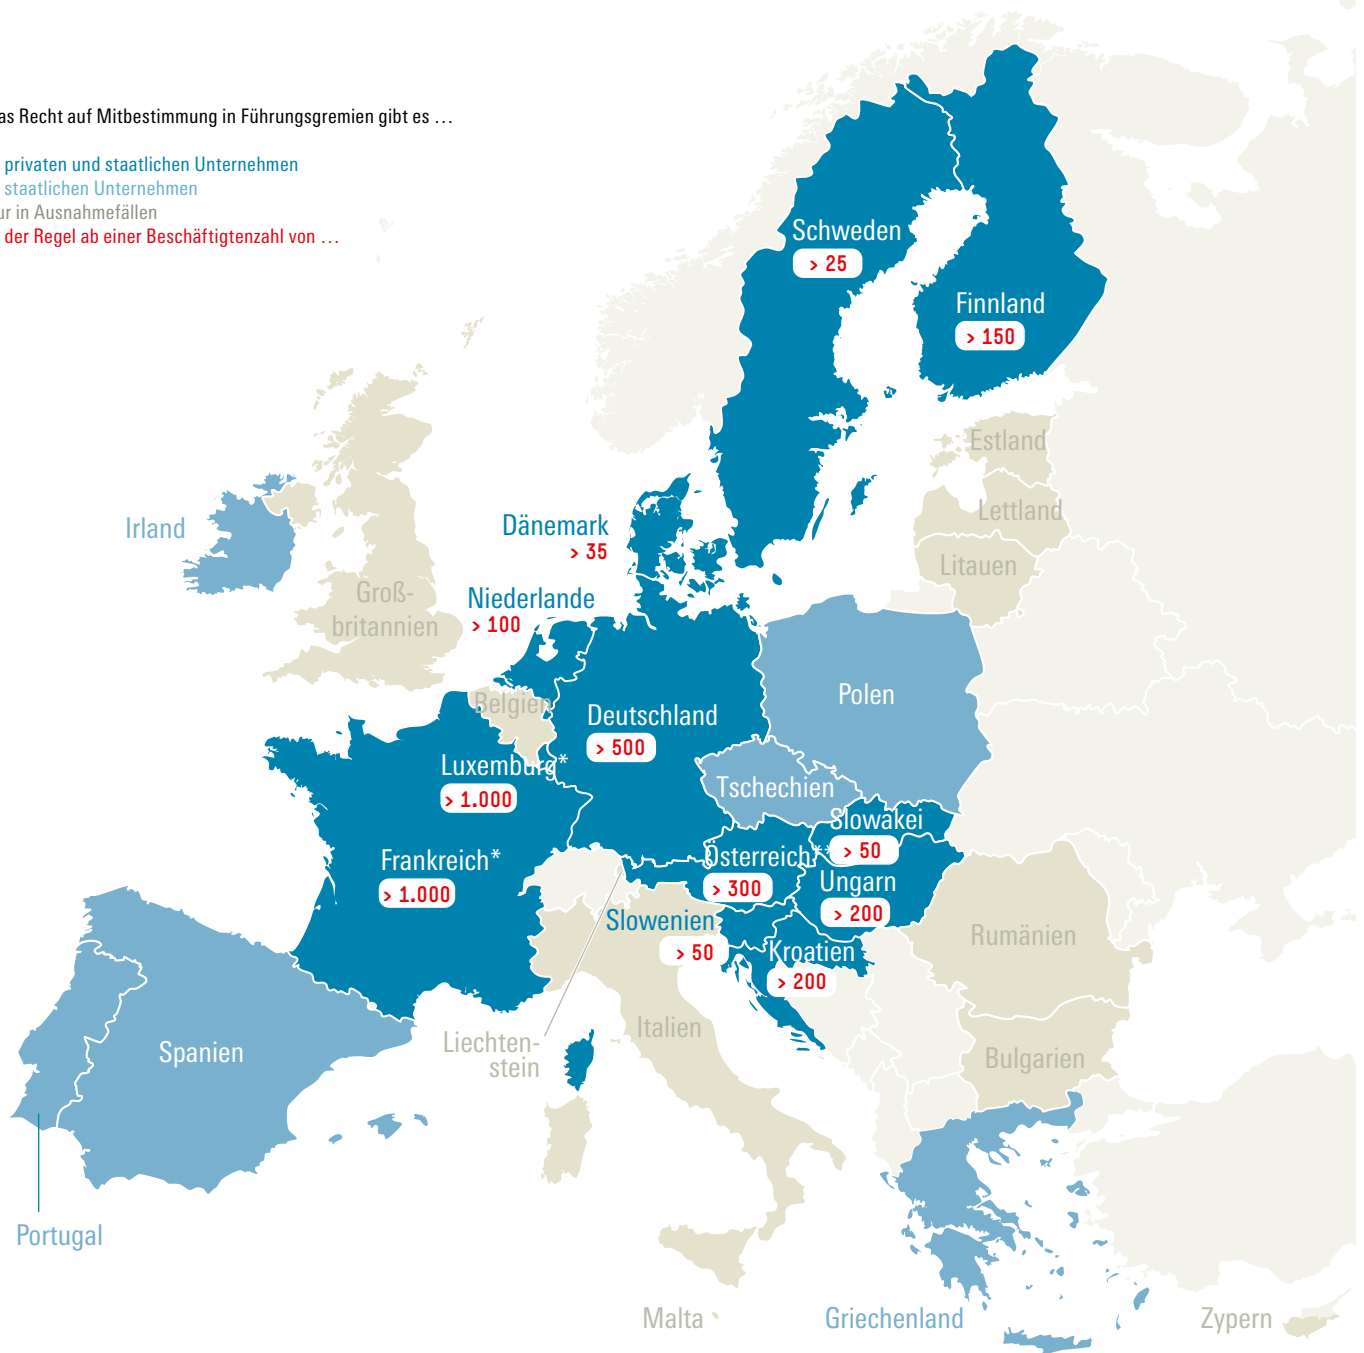 as Recht auf Mitbestimmung in Führungsgremien gibt es …
privaten und staatlichen Unternehmen
staatlichen Unternehmen
ur in Ausnahmefällen
der Regel ab einer Beschäftigtenzahl von …
Schweden
> 25
Finnland
> 150
Estland
Lettland
Litauen
Irland
Dänemark
> 35
Groß-
britannien
Niederlande
> 100
Belgien
Deutschland
> 500
Polen
Luxemburg*
> 1.000
Tschechien
Slowakei
> 50
Frankreich*
> 1.000
Österreich**
> 300
Ungarn
> 200
Slowenien
> 50
Kroatien
> 200
Rumänien
Liechten-
stein
Italien
Bulgarien
Spanien
Portugal
Malta
Griechenland
Zypern